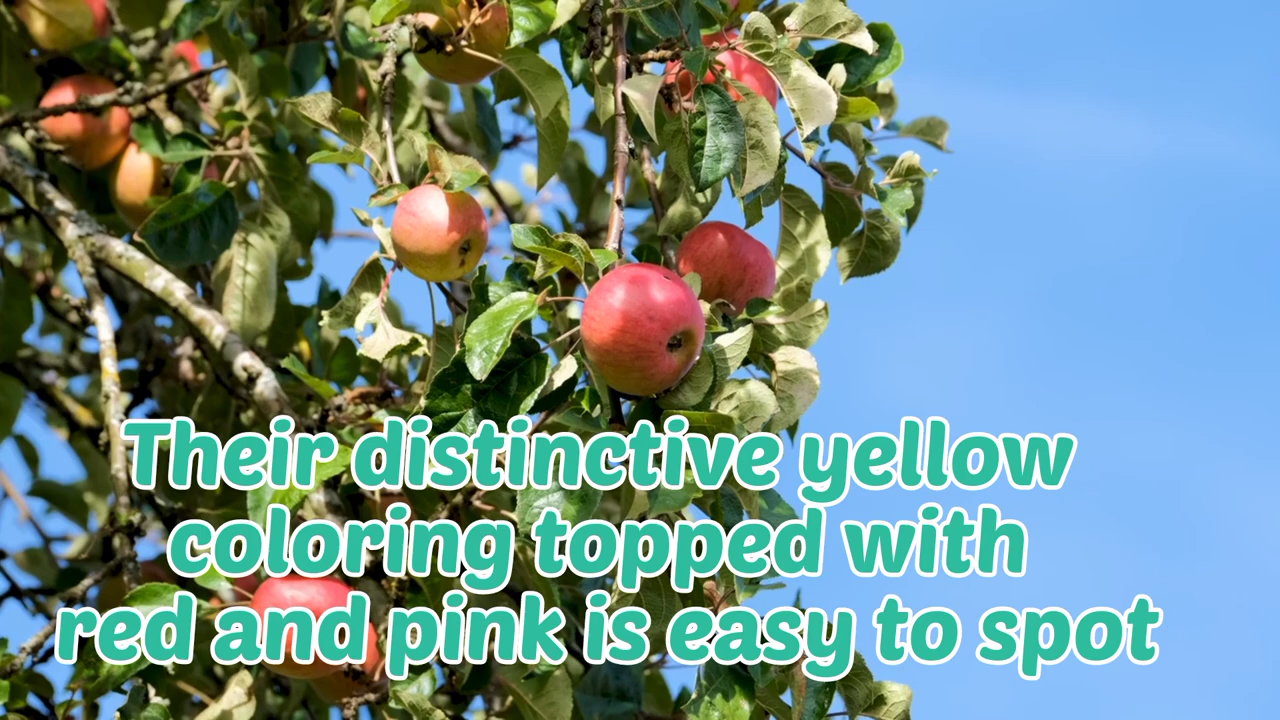 Their distinctive yellow
coloring topped with
red and pink is easy to spot